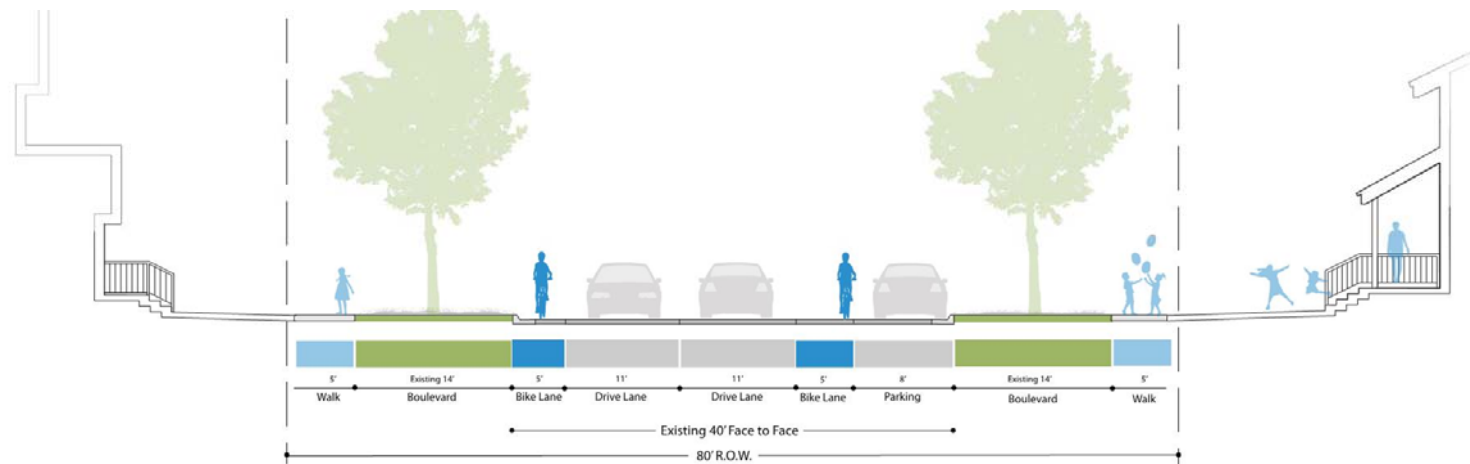 5' Existing 14' 5' 11' 11' 5' 8' Existing 14' 5'
Walk Boulevard Bike Lane Drive Lane Drive Lane Bike Lane Parking Boulevard Walk
Existing 40' Face to Face
80' R.O.W.